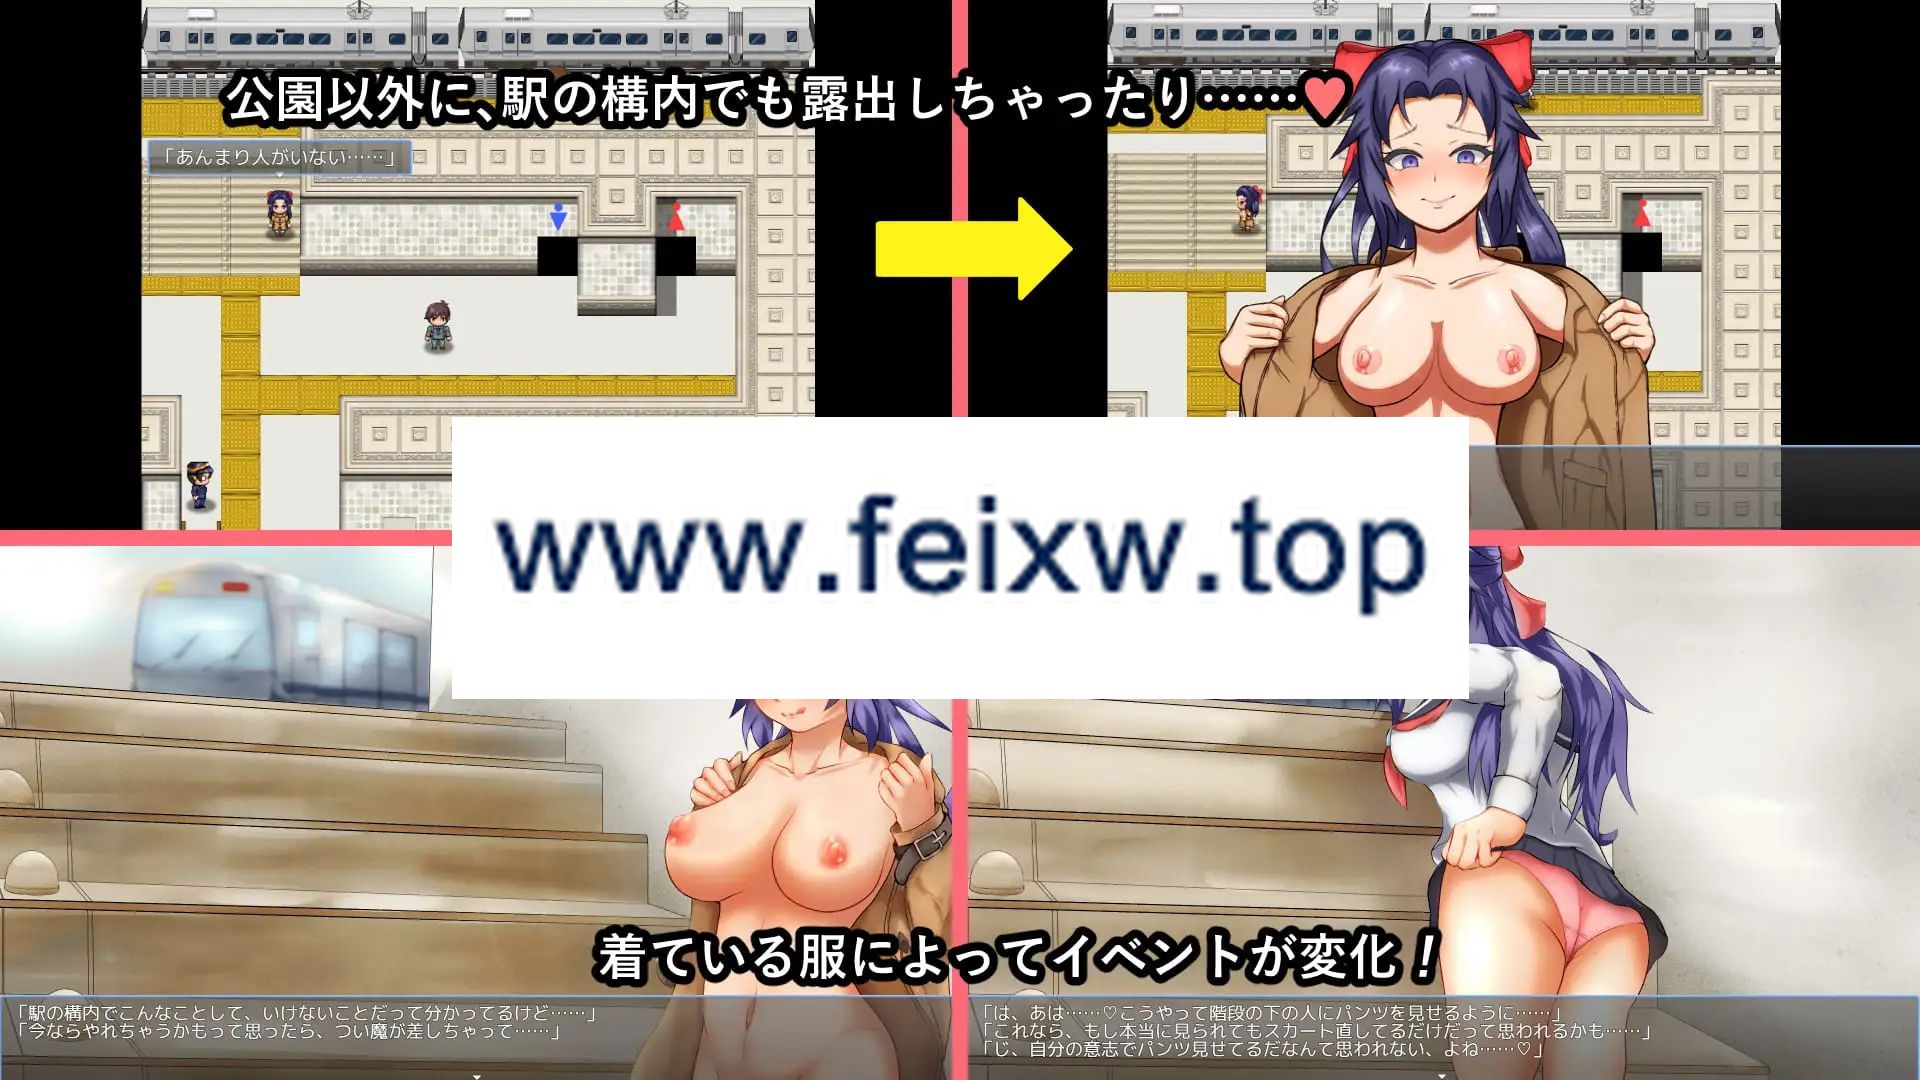 公園以外に、駅の構内でも露出しちゃったり……♥
「あんまり人がいない……」
www.feixw.top
着ている服によってイベントが変化！
「駅の構内でこんなことして、いけないことだって分かってるけど……」
「今ならやれちゃうかもって思ったら、つい魔が差しちゃって……」
「は、あは……♡こうやって階段の下の人にパンツを見せるように……」
「これなら、もし本当に見られてもスカート直してるだけだって思われるかも……」
「じ、自分の意志でパンツ見せてるだなんて思われない、よね……♡」